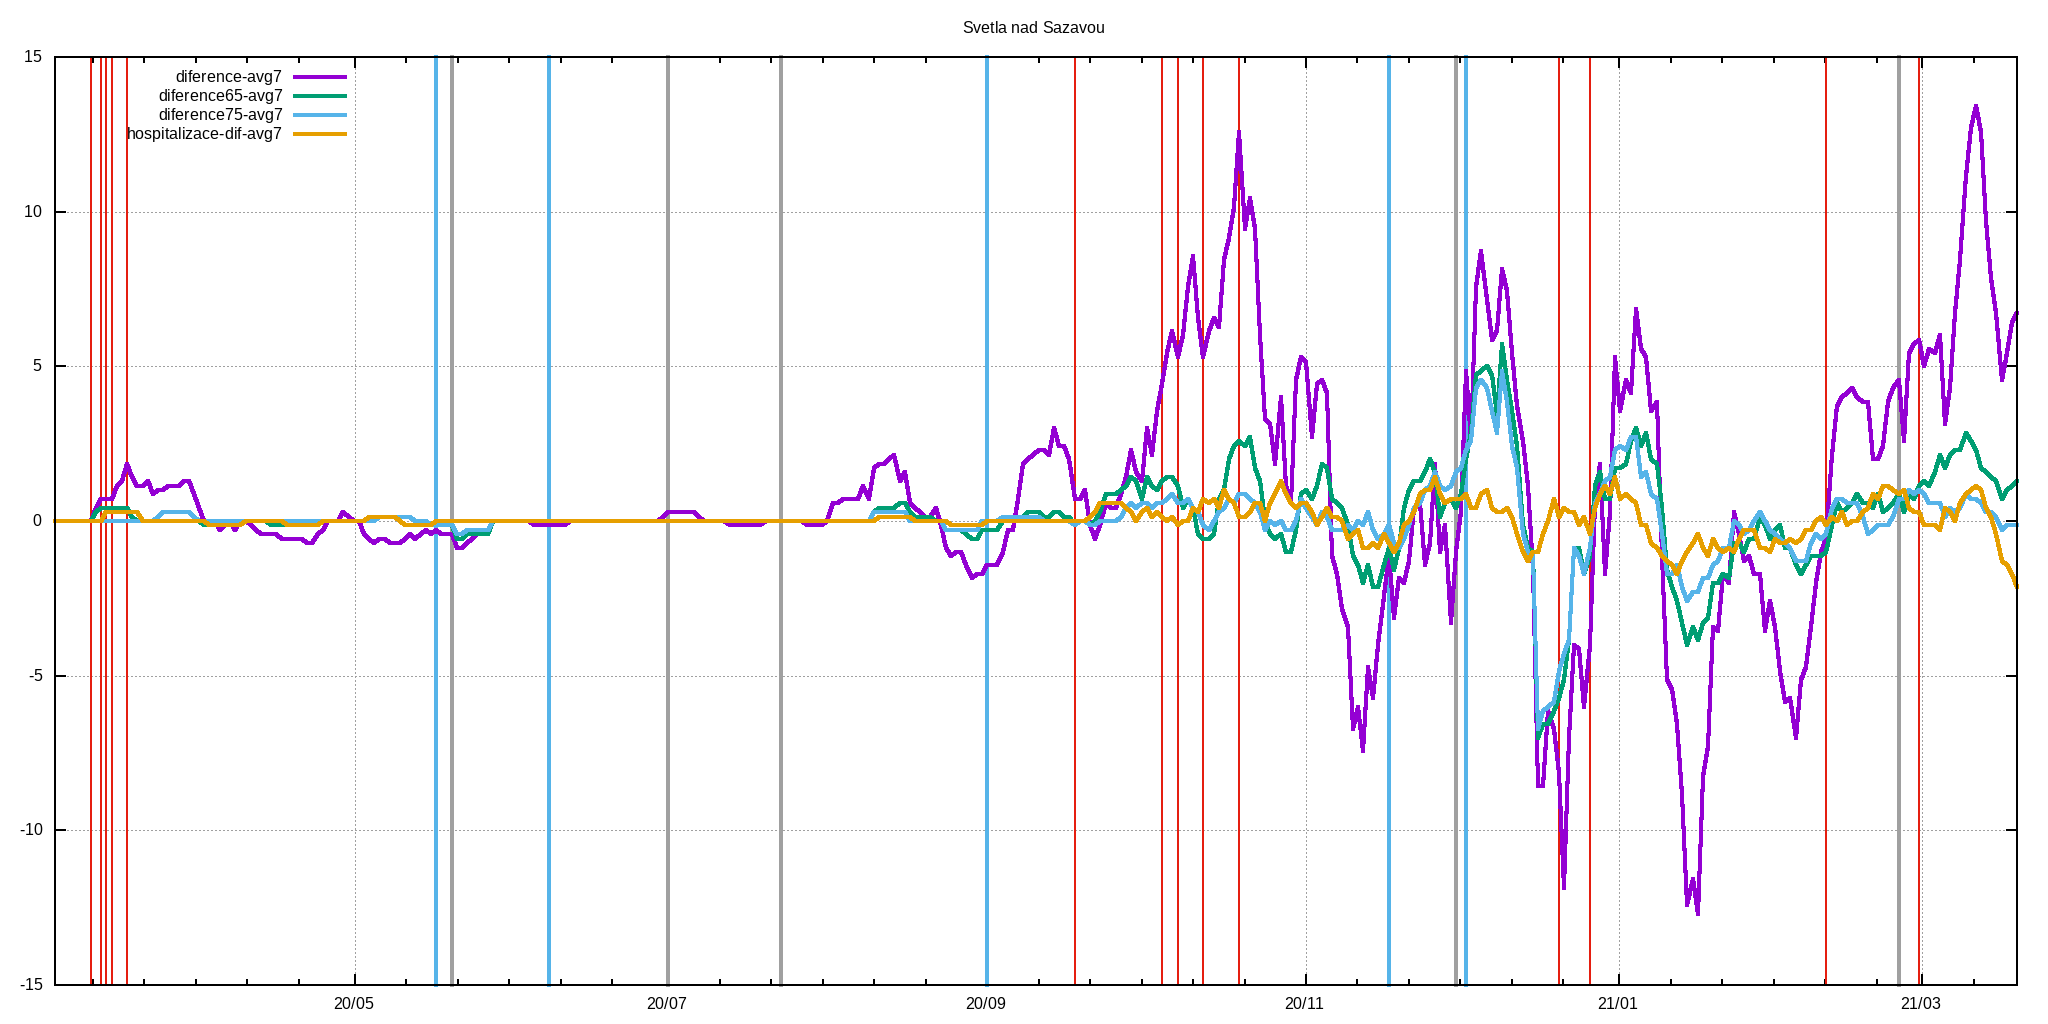 Svetla nad Sazavou
15
10
5
0
-5
-10
-15
diference-avg7
diference65-avg7
diference75-avg7
hospitalizace-dif-avg7
20/05 20/07 20/09 20/11 21/01 21/03